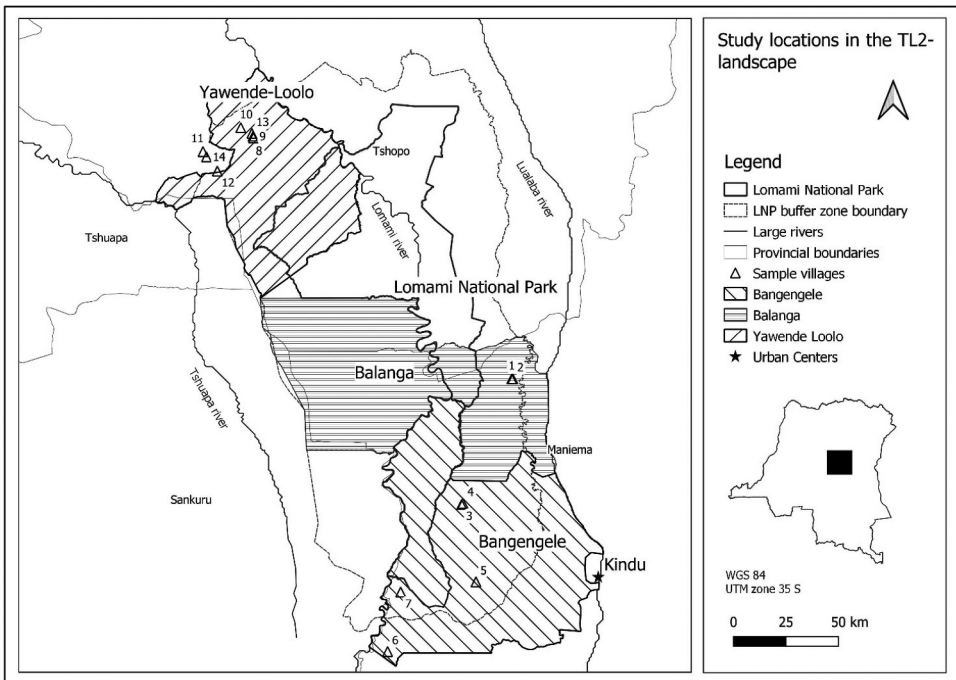 Yawende-Loolo
10
13
9
8
11
14
12
Tshopo
Lualaba river
Lomami river
Tshuapa
Lomami National Park
Balanga
1 2
Tshuapa river
Maniema
Sankuru
4
3
Bangengele
Kindu
5
7
6
Study locations in the TL2-
landscape
Legend
Lomami National Park
LNP buffer zone boundary
Large rivers
Provincial boundaries
Sample villages
Bangengele
Balanga
Yawende Loolo
Urban Centers
WGS 84
UTM zone 35 S
0 25 50 km